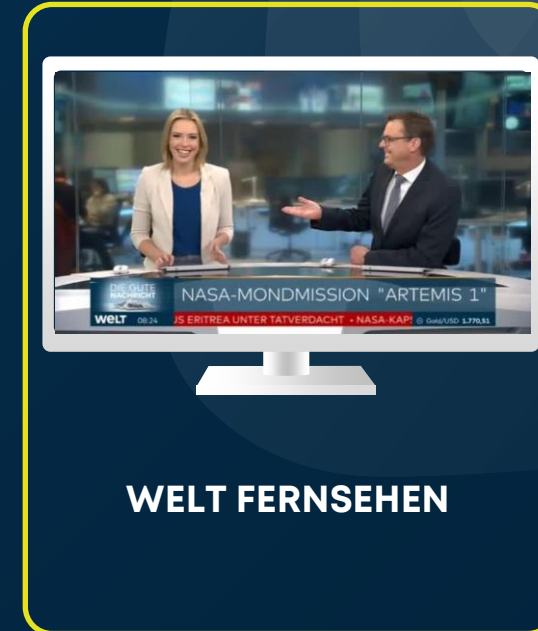 DIE GUTE
NACHRICHT
NASA-MONDMISSION "ARTEMIS 1"
WELT 08:24 US ERITREA UNTER TATVERDACHT • NASA-KAPS Gold/USD 1.770,51
WELT FERNSEHEN